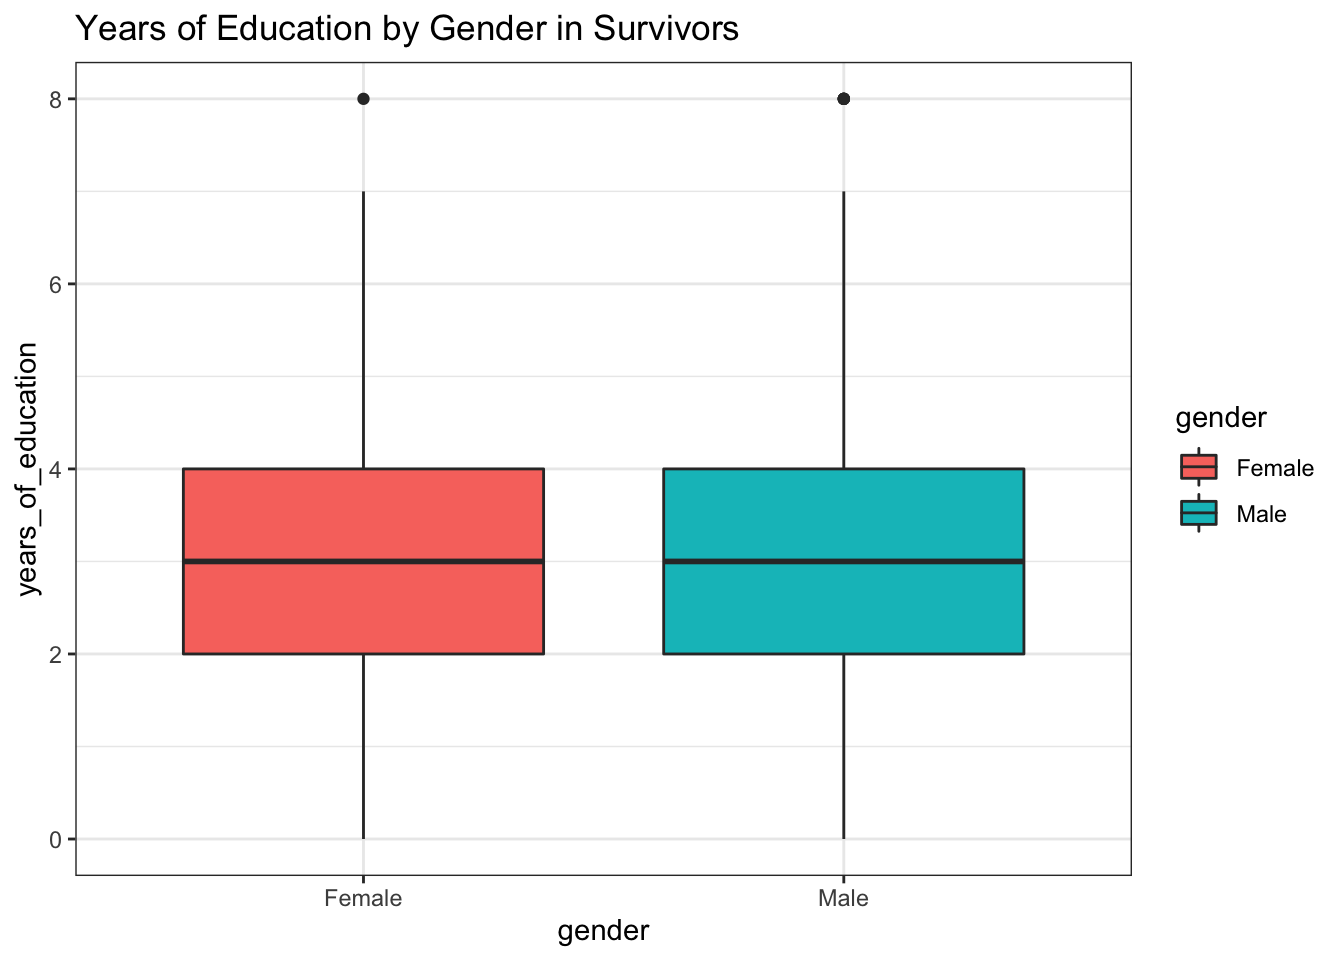 Years of Education by Gender in Survivors
8
6
4
2
0
years_of_education
Female
Male
gender
gender
Female
Male